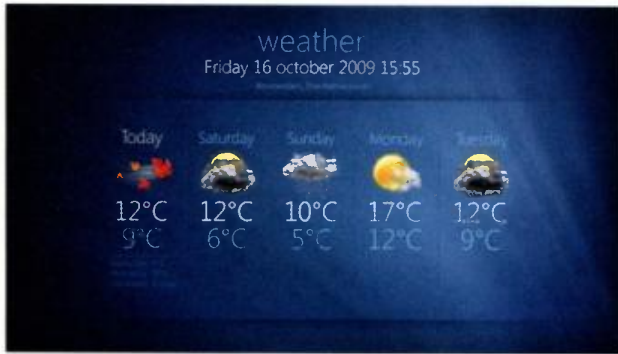 weather
Friday 16 october 2009 15:55
Today Saturday Sunday Monday Tuesday
12°C 12°C 10°C 17°C 12°C
9°C 6°C 5°C 12°C 9°C